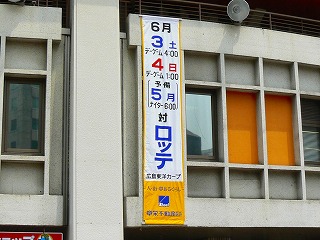 6月
3土
デーゲーム4:00
4日
デーゲーム1:00
予備
5月
ナイター6:00
対
ロッテ
広島東洋カープ